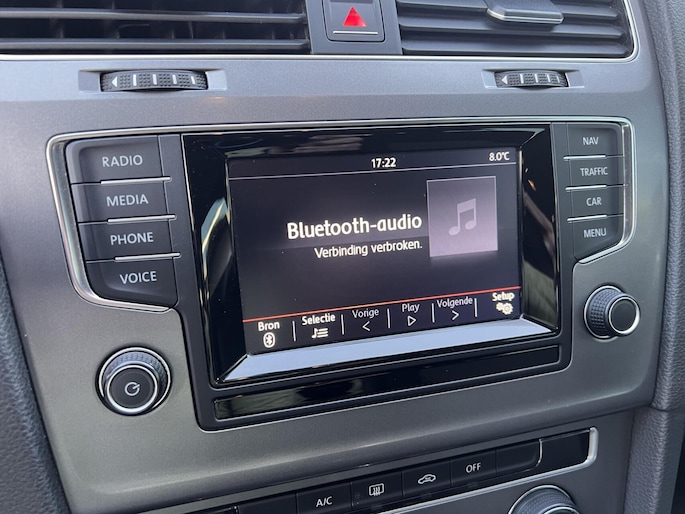 RADIO
MEDIA
PHONE
VOICE
17:22
8.0°C
Bluetooth-audio
Verbinding verbroken.
Bron
Selectie
Vorige
Play
Volgende
Setup
NAV
TRAFFIC
CAR
MENU
A/C
OFF